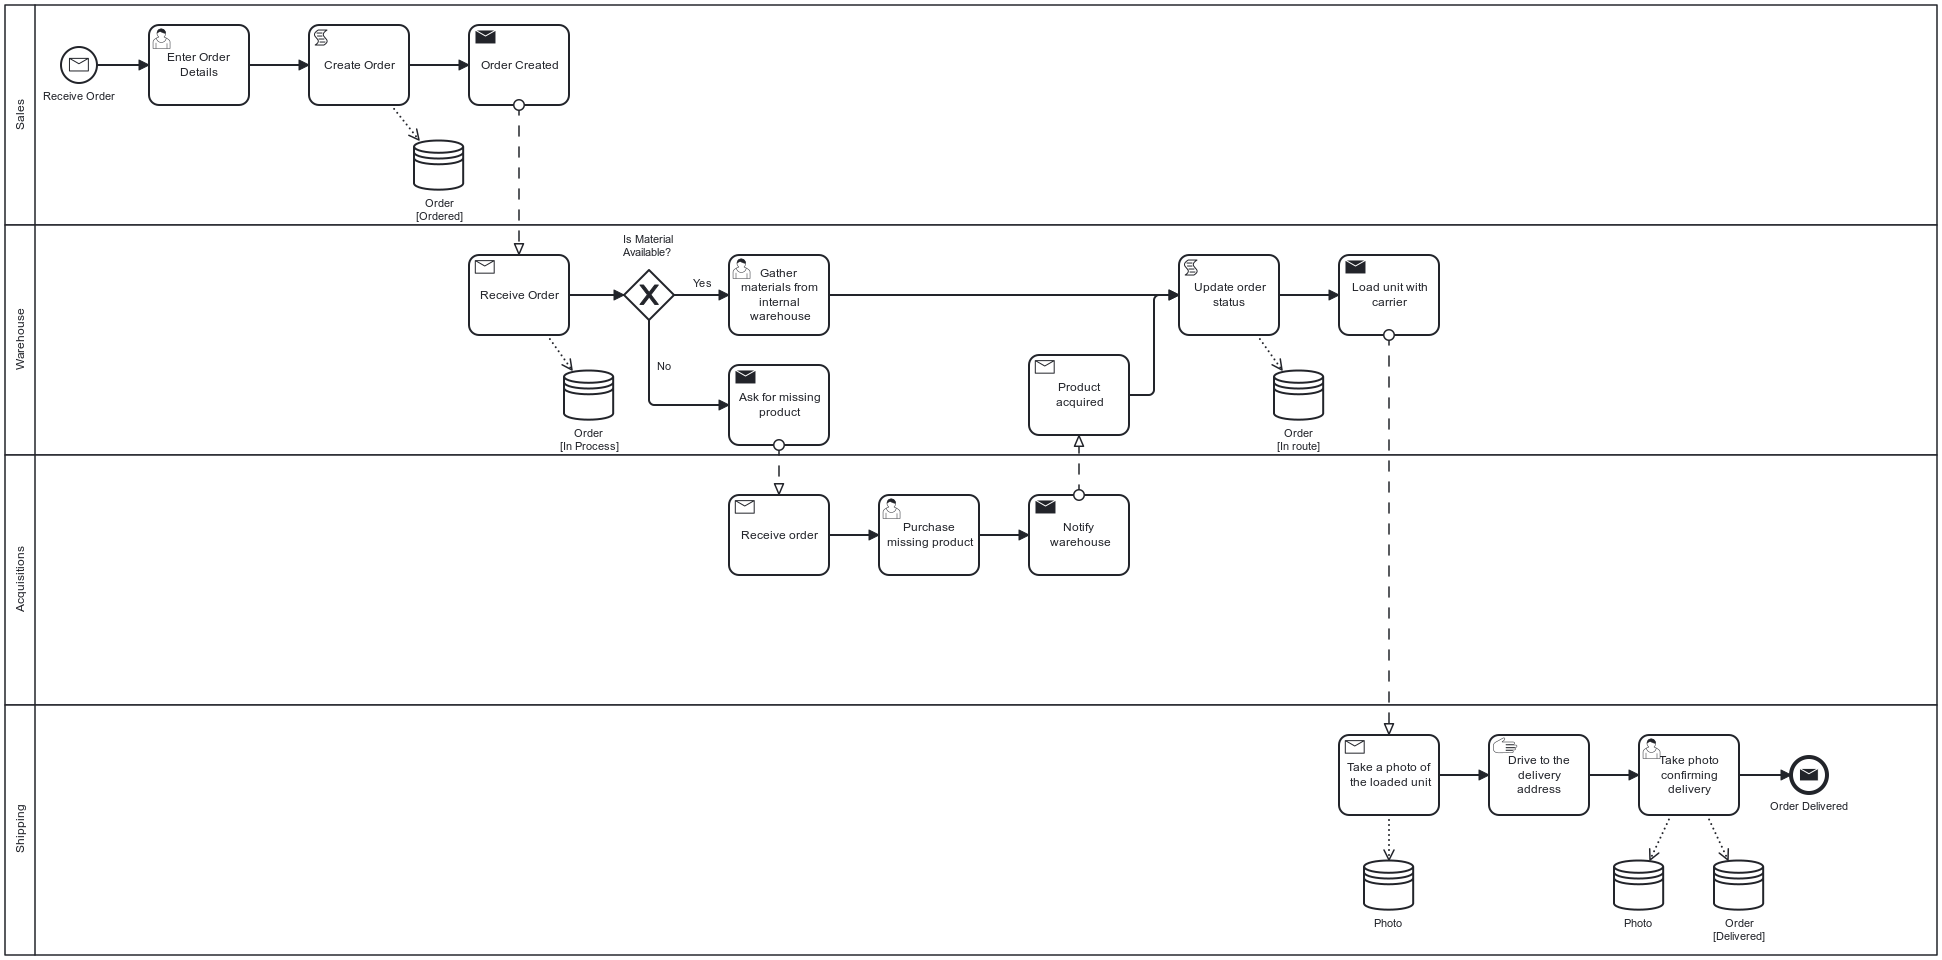 Sales
Receive Order
Enter Order
Details
Create Order
Order Created
Order
[Ordered]
Warehouse
Receive Order
Order
[In Process]
Is Material
Available?
Yes
No
Gather
materials from
internal
warehouse
Ask for missing
product
Product
acquired
Update order
status
Order
[In route]
Load unit with
carrier
Acquisitions
Receive order
Purchase
missing product
Notify
warehouse
Shipping
Take a photo of
the loaded unit
Photo
Drive to the
delivery
address
Take photo
confirming
delivery
Photo
Order
[Delivered]
Order Delivered